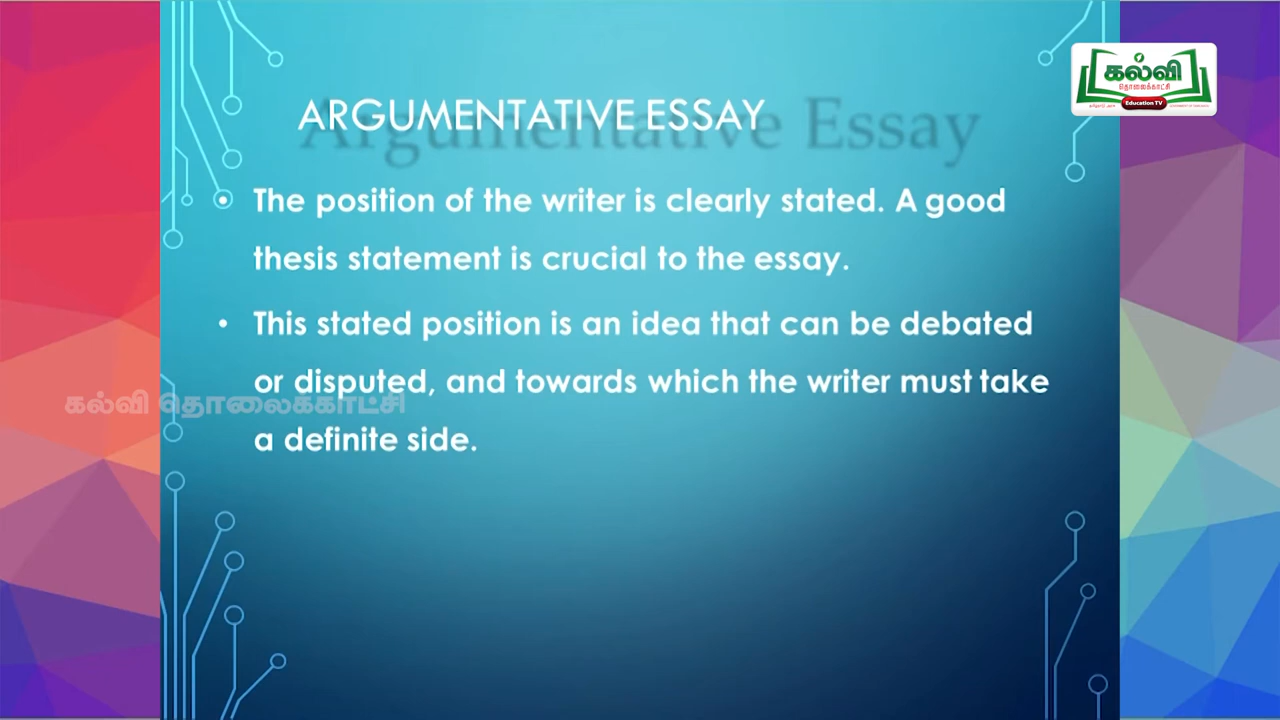 கல்வி
தொலைக்காட்சி
Education TV
ARGUMENTATIVE ESSAY
Argumentative Essay
• The position of the writer is clearly stated. A good
thesis statement is crucial to the essay.
• This stated position is an idea that can be debated
or disputed, and towards which the writer must take
a definite side.
கல்வி தொலைக்காட்சி